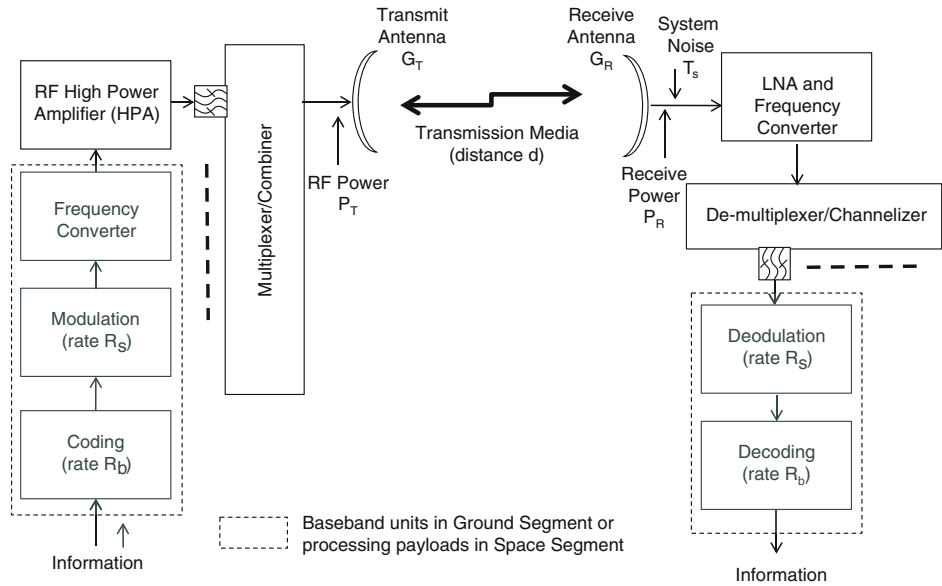 Transmit
Antenna
G_T
Receive
Antenna
G_R
System
Noise
T_s
RF High Power
Amplifier (HPA)
Multiplexer/Combiner
LNA and
Frequency
Converter
Transmission Media
(distance d)
RF Power
P_T
Receive
Power
P_R
Frequency
Converter
De-multiplexer/Channelizer
Modulation
(rate R_S)
Deodulation
(rate R_S)
Coding
(rate R_b)
Decoding
(rate R_b)
Baseband units in Ground Segment or
processing payloads in Space Segment
Information
Information